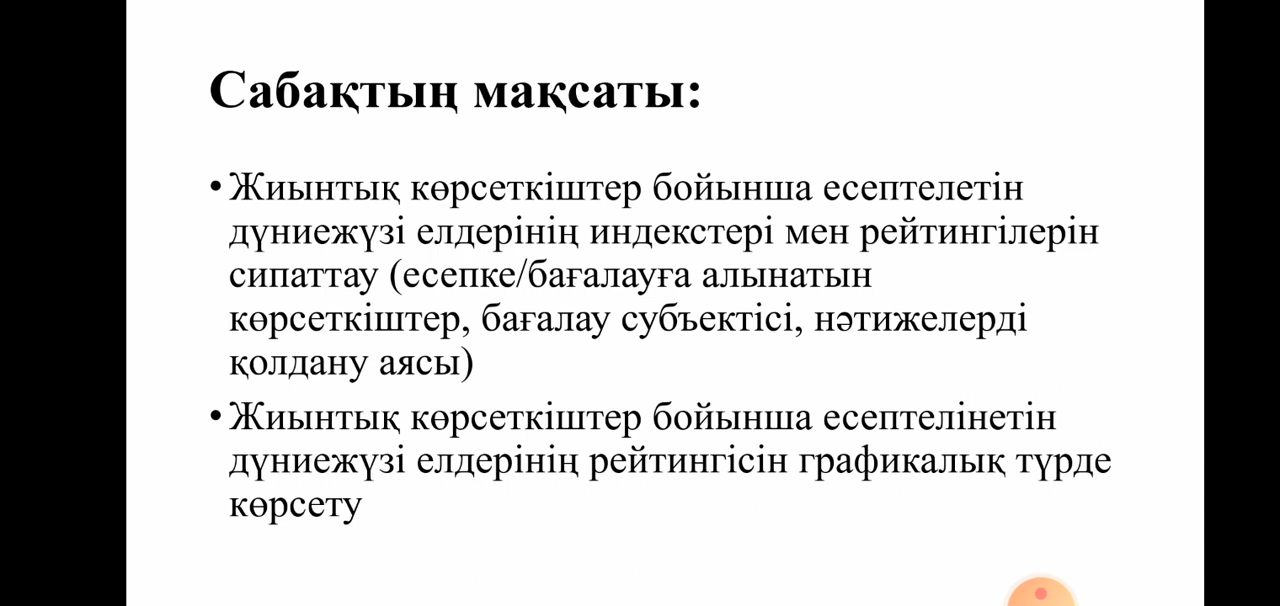 Сабақтың мақсаты:
• Жиынтық көрсеткіштер бойынша есептелетін
дүниежүзі елдерінің индекстері мен рейтингілерін
сипаттау (есепке/бағалауға алынатын
көрсеткіштер, бағалау субъектісі, нәтижелерді
қолдану аясы)
• Жиынтық көрсеткіштер бойынша есептелінетін
дүниежүзі елдерінің рейтингісін графикалық түрде
көрсету